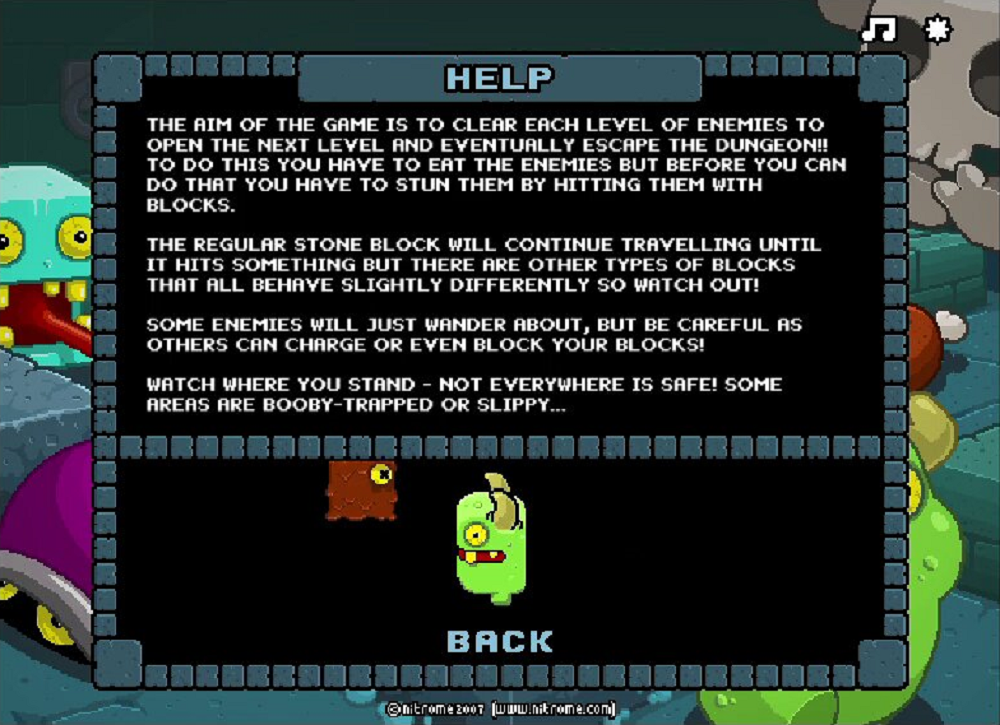 HELP
THE AIM OF THE GAME IS TO CLEAR EACH LEVEL OF ENEMIES TO
OPEN THE NEXT LEVEL AND EVENTUALLY ESCAPE THE DUNGEON!!
TO DO THIS YOU HAVE TO EAT THE ENEMIES BUT BEFORE YOU CAN
DO THAT YOU HAVE TO STUN THEM BY HITTING THEM WITH
BLOCKS.
THE REGULAR STONE BLOCK WILL CONTINUE TRAVELLING UNTIL
IT HITS SOMETHING BUT THERE ARE OTHER TYPES OF BLOCKS
THAT ALL BEHAVE SLIGHTLY DIFFERENTLY SO WATCH OUT!
SOME ENEMIES WILL JUST WANDER ABOUT, BUT BE CAREFUL AS
OTHERS CAN CHARGE OR EVEN BLOCK YOUR BLOCKS!
WATCH WHERE YOU STAND - NOT EVERYWHERE IS SAFE! SOME
AREAS ARE BOOBY-TRAPPED OR SLIPPY...
BACK
©nitrome2007 [www.nitrome.com]